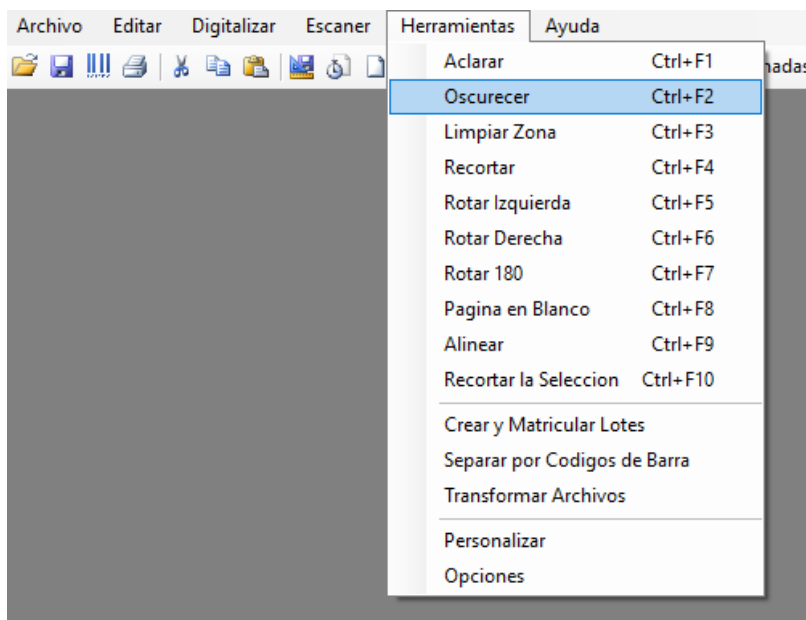 Archivo Editar Digitalizar Escaner Herramientas Ayuda
Aclarar Ctrl+F1
Oscurecer Ctrl+F2
Limpiar Zona Ctrl+F3
Recortar Ctrl+F4
Rotar Izquierda Ctrl+F5
Rotar Derecha Ctrl+F6
Rotar 180 Ctrl+F7
Pagina en Blanco Ctrl+F8
Alinear Ctrl+F9
Recortar la Seleccion Ctrl+F10
Crear y Matricular Lotes
Separar por Codigos de Barra
Transformar Archivos
Personalizar
Opciones